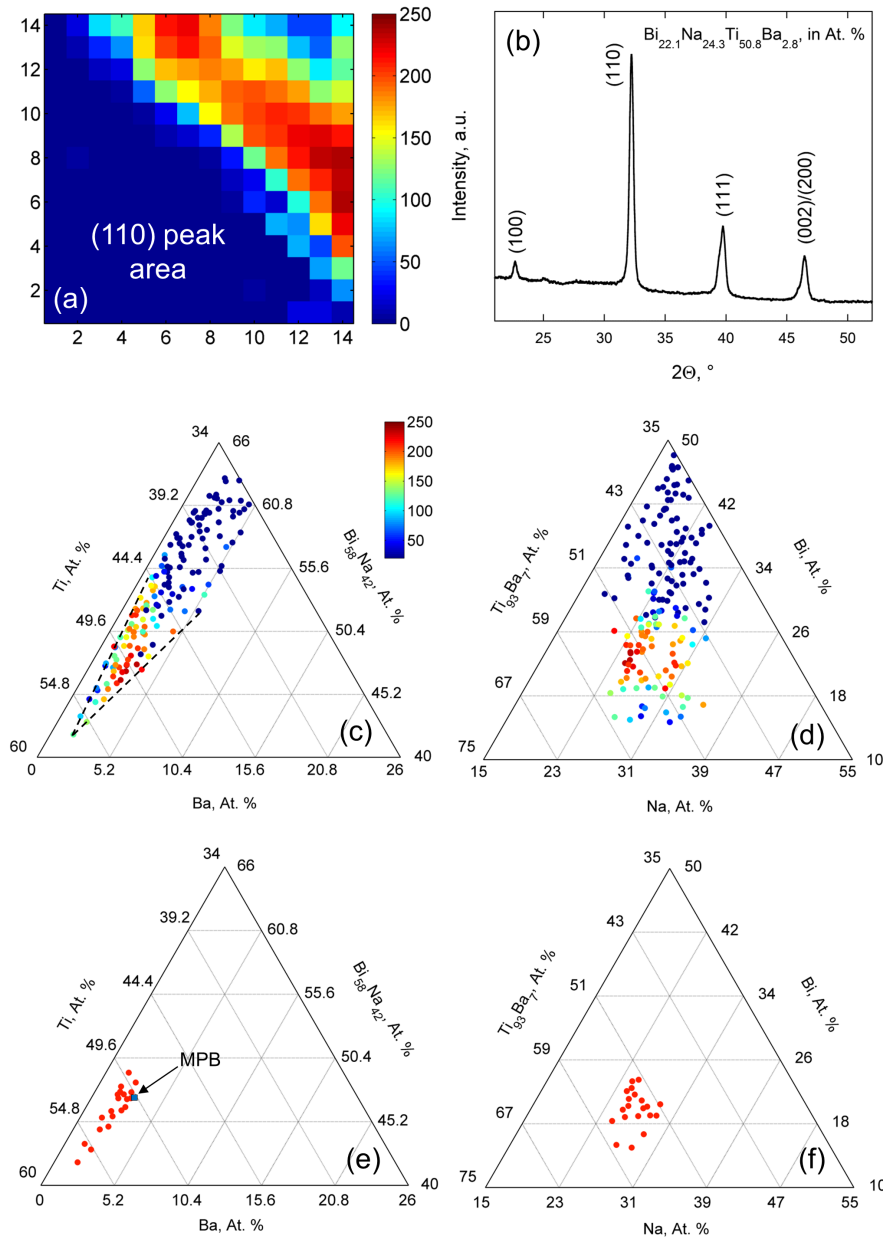 14
12
10
8
6
4
2
2 4 6 8 10 12 14
(110) peak
area
(a)
250
200
150
100
50
0
(b)
Bi22.1Na24.3Ti50.8Ba2.8, in At. %
(100)
(110)
(111)
(002)/(200)
Intensity, a.u.
25 30 35 40 45 50
2Θ, °
250
200
150
100
50
34 66
39.2 60.8
44.4 55.6
49.6 50.4
54.8 45.2
60 40
0 5.2 10.4 15.6 20.8 26
Ti, At. %
Bi58Na42, At. %
Ba, At. %
(c)
35 50
43 42
51 34
59 26
67 18
75 10
15 23 31 39 47 55
Ti93Ba7, At. %
Bi, At. %
Na, At. %
(d)
34 66
39.2 60.8
44.4 55.6
49.6 50.4
54.8 45.2
60 40
0 5.2 10.4 15.6 20.8 26
Ti, At. %
Bi58Na42, At. %
MPB
Ba, At. %
(e)
35 50
43 42
51 34
59 26
67 18
75 10
15 23 31 39 47 55
Ti93Ba7, At. %
Bi, At. %
Na, At. %
(f)